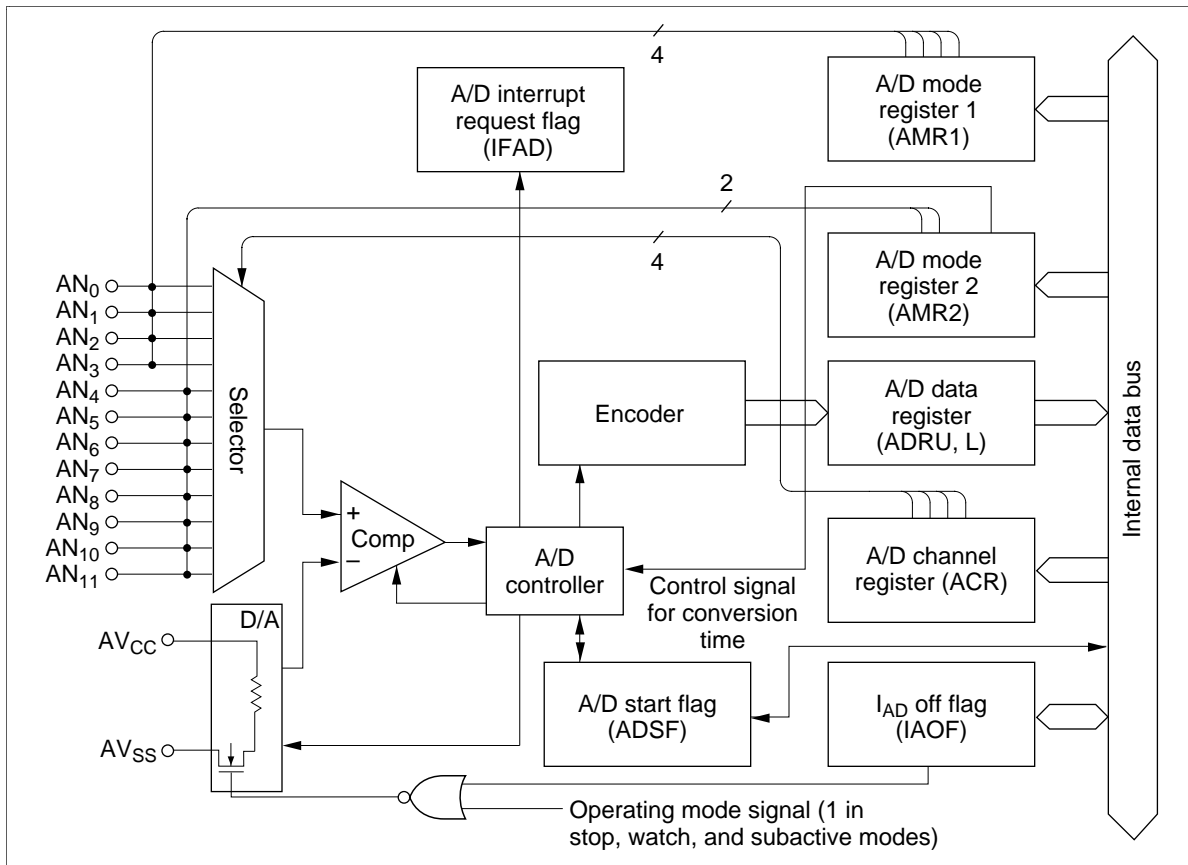 4
A/D interrupt
request flag
(IFAD)
A/D mode
register 1
(AMR1)
2
4
A/D mode
register 2
(AMR2)
AN0
AN1
AN2
AN3
AN4
AN5
AN6
AN7
AN8
AN9
AN10
AN11
Selector
Encoder
A/D data
register
(ADRU, L)
Internal data bus
+
Comp
−
A/D
controller
Control signal
for conversion
time
A/D channel
register (ACR)
D/A
AVCC
AVSS
A/D start flag
(ADSF)
IAD off flag
(IAOF)
Operating mode signal (1 in
stop, watch, and subactive modes)